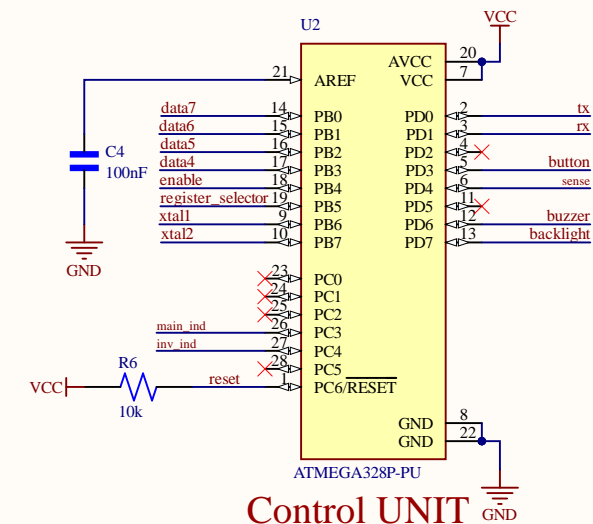 U2
VCC
AVCC 20
21 AREF VCC 7
data7 14 PB0 PD0 2 tx
data6 15 PB1 PD1 3 rx
data5 16 PB2 PD2 4
data4 17 PB3 PD3 5 button
enable 18 PB4 PD4 6 sense
register_selector 19 PB5 PD5 11
xtal1 9 PB6 PD6 12 buzzer
xtal2 10 PB7 PD7 13 backlight
C4
100nF
GND
23 PC0
24 PC1
25 PC2
main_ind 26 PC3
inv_ind 27 PC4
28 PC5
R6
VCC reset 1 PC6/RESET
10k
GND 8
GND 22
ATMEGA328P-PU
Control UNIT
GND